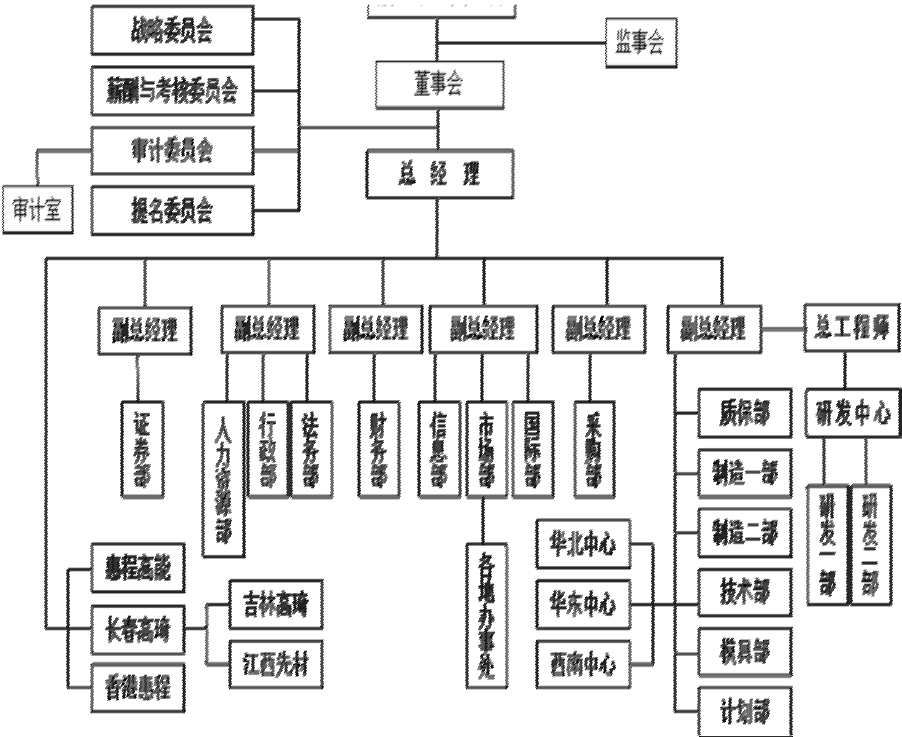 战略委员会
监事会
薪酬与考核委员会
董事会
审计委员会
总 经 理
审计室
提名委员会
副总经理
副总经理
副总经理
副总经理
副总经理
副总经理
总工程师
证券部
人力资源部
行政部
法务部
财务部
信息部
市场部
国际部
采购部
质保部
研发中心
制造一部
制造二部
研发一部
研发二部
惠程高能
长春高琦
香港惠程
吉林高琦
江西先材
各地办事处
华北中心
华东中心
西南中心
技术部
模具部
计划部